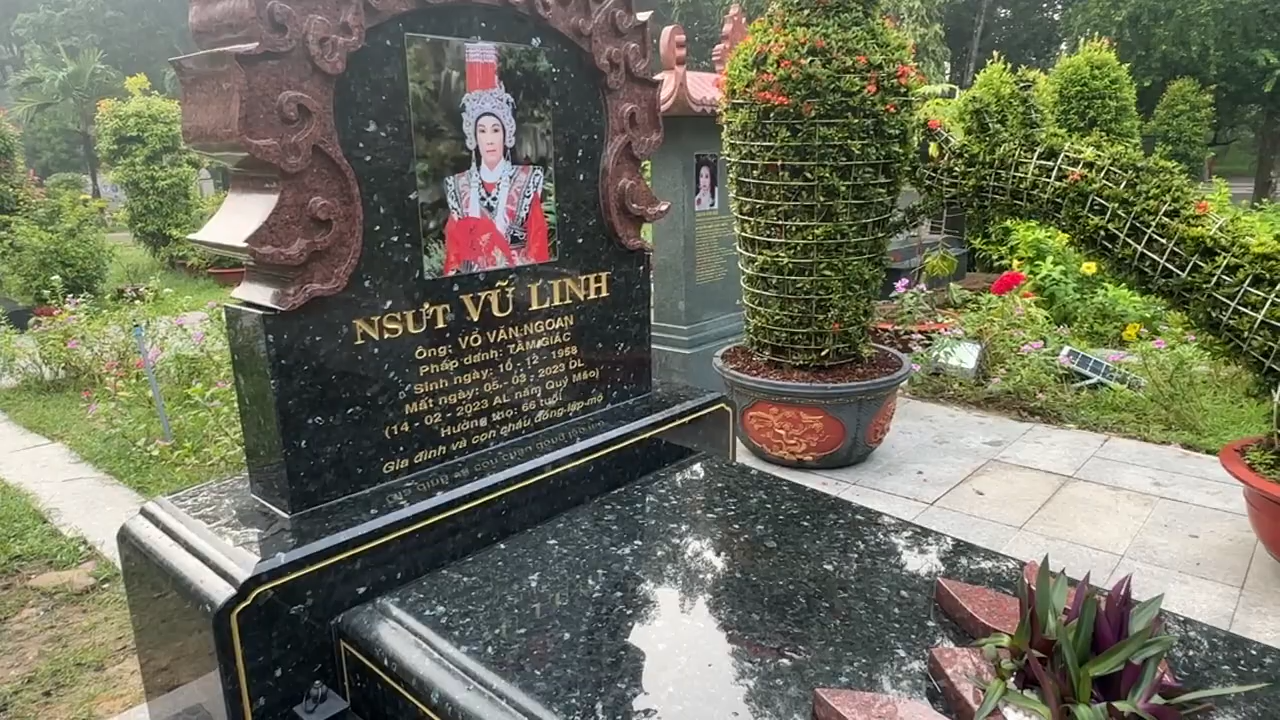 NSƯT VŨ LINH
Ông: VÕ VĂN NGOAN
Pháp danh: TÂM GIÁC
Sinh ngày: 10 - 12 - 1958
Mất ngày: 05 - 03 - 2023 DL
(14 - 02 - 2023 AL năm Quý Mão)
Hưởng thọ: 66 tuổi
Gia đình và con cháu đồng lập mộ